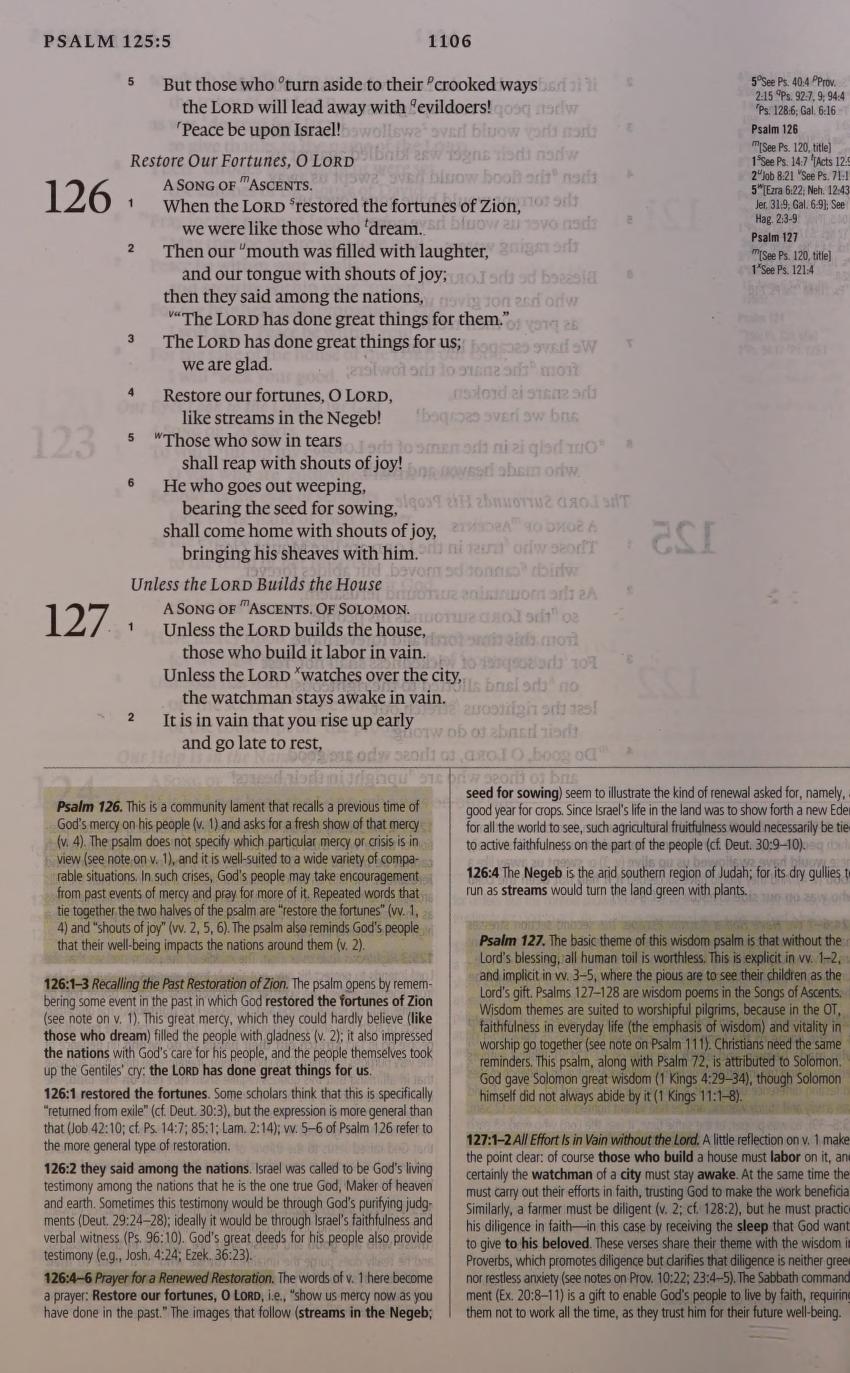 PSALM 125:5
1106
5 But those who oturn aside to their pcrooked ways
the LORD will lead away with qevildoers!
rPeace be upon Israel!
Restore Our Fortunes, O LORD
126
A SONG OF mASCENTS.
1 When the LORD srestored the fortunes of Zion,
we were like those who tdream.
2 Then our umouth was filled with laughter,
and our tongue with shouts of joy;
then they said among the nations,
v“The LORD has done great things for them.”
3 The LORD has done great things for us;
we are glad.
4 Restore our fortunes, O LORD,
like streams in the Negeb!
5 wThose who sow in tears
shall reap with shouts of joy!
6 He who goes out weeping,
bearing the seed for sowing,
shall come home with shouts of joy,
bringing his sheaves with him.
Unless the LORD Builds the House
127
A SONG OF mASCENTS. OF SOLOMON.
1 Unless the LORD builds the house,
those who build it labor in vain.
Unless the LORD xwatches over the city,
the watchman stays awake in vain.
2 It is in vain that you rise up early
and go late to rest,
5oSee Ps. 40:4 pProv.
2:15 qPs. 92:7, 9; 94:4
rPs. 128:6; Gal. 6:16
Psalm 126
m[See Ps. 120, title]
1sSee Ps. 14:7 t[Acts 12:9
2uJob 8:21 vSee Ps. 71:1
5w[Ezra 6:22; Neh. 12:43
Jer. 31:9; Gal. 6:9]; See
Hag. 2:3-9
Psalm 127
m[See Ps. 120, title]
1xSee Ps. 121:4
Psalm 126. This is a community lament that recalls a previous time of
God's mercy on his people (v. 1) and asks for a fresh show of that mercy
(v. 4). The psalm does not specify which particular mercy or crisis is in
view (see note on v. 1), and it is well-suited to a wide variety of compa-
rable situations. In such crises, God's people may take encouragement
from past events of mercy and pray for more of it. Repeated words that
tie together the two halves of the psalm are “restore the fortunes” (vv. 1,
4) and “shouts of joy” (vv. 2, 5, 6). The psalm also reminds God's people
that their well-being impacts the nations around them (v. 2).
126:1–3 Recalling the Past Restoration of Zion. The psalm opens by remem-
bering some event in the past in which God restored the fortunes of Zion
(see note on v. 1). This great mercy, which they could hardly believe (like
those who dream) filled the people with gladness (v. 2); it also impressed
the nations with God's care for his people, and the people themselves took
up the Gentiles' cry: the LORD has done great things for us.
126:1 restored the fortunes. Some scholars think that this is specifically
“returned from exile” (cf. Deut. 30:3), but the expression is more general than
that (Job 42:10; cf. Ps. 14:7; 85:1; Lam. 2:14); vv. 5–6 of Psalm 126 refer to
the more general type of restoration.
126:2 they said among the nations. Israel was called to be God's living
testimony among the nations that he is the one true God, Maker of heaven
and earth. Sometimes this testimony would be through God's purifying judg-
ments (Deut. 29:24–28); ideally it would be through Israel's faithfulness and
verbal witness (Ps. 96:10). God's great deeds for his people also provide
testimony (e.g., Josh. 4:24; Ezek. 36:23).
126:4–6 Prayer for a Renewed Restoration. The words of v. 1 here become
a prayer: Restore our fortunes, O LORD, i.e., “show us mercy now as you
have done in the past.” The images that follow (streams in the Negeb;
seed for sowing) seem to illustrate the kind of renewal asked for, namely,
good year for crops. Since Israel's life in the land was to show forth a new Ede
for all the world to see, such agricultural fruitfulness would necessarily be tie
to active faithfulness on the part of the people (cf. Deut. 30:9–10).
126:4 The Negeb is the arid southern region of Judah; for its dry gullies t
run as streams would turn the land green with plants.
Psalm 127. The basic theme of this wisdom psalm is that without the
Lord's blessing, all human toil is worthless. This is explicit in vv. 1–2,
and implicit in vv. 3–5, where the pious are to see their children as the
Lord's gift. Psalms 127–128 are wisdom poems in the Songs of Ascents.
Wisdom themes are suited to worshipful pilgrims, because in the OT,
faithfulness in everyday life (the emphasis of wisdom) and vitality in
worship go together (see note on Psalm 111). Christians need the same
reminders. This psalm, along with Psalm 72, is attributed to Solomon.
God gave Solomon great wisdom (1 Kings 4:29–34), though Solomon
himself did not always abide by it (1 Kings 11:1–8).
127:1–2 All Effort Is in Vain without the Lord. A little reflection on v. 1 make
the point clear: of course those who build a house must labor on it, an
certainly the watchman of a city must stay awake. At the same time the
must carry out their efforts in faith, trusting God to make the work beneficia
Similarly, a farmer must be diligent (v. 2; cf. 128:2), but he must practic
his diligence in faith—in this case by receiving the sleep that God want
to give to his beloved. These verses share their theme with the wisdom i
Proverbs, which promotes diligence but clarifies that diligence is neither gree
nor restless anxiety (see notes on Prov. 10:22; 23:4–5). The Sabbath command
ment (Ex. 20:8–11) is a gift to enable God's people to live by faith, requiring
them not to work all the time, as they trust him for their future well-being.